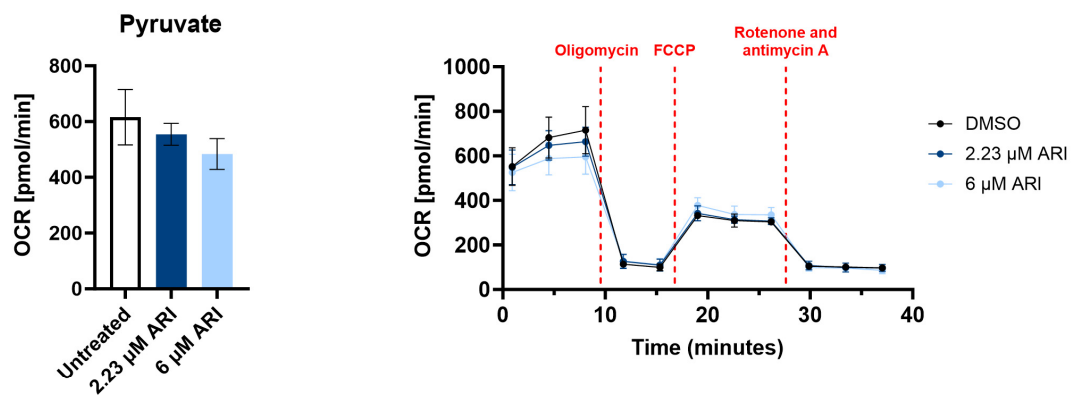 Pyruvate
OCR [pmol/min]
800
600
400
200
0
Untreated
2.23 µM ARI
6 µM ARI
Oligomycin
FCCP
Rotenone and
antimycin A
OCR [pmol/min]
1000
800
600
400
200
0
0
10
20
30
40
Time (minutes)
DMSO
2.23 µM ARI
6 µM ARI